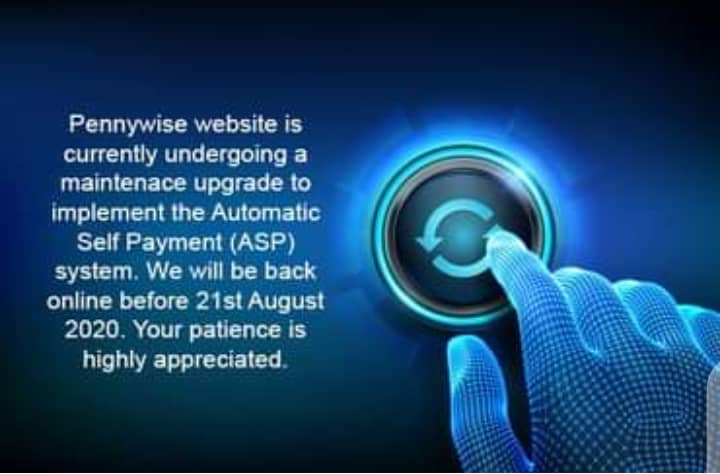 Pennywise website is
currently undergoing a
maintenace upgrade to
implement the Automatic
Self Payment (ASP)
system. We will be back
online before 21st August
2020. Your patience is
highly appreciated.